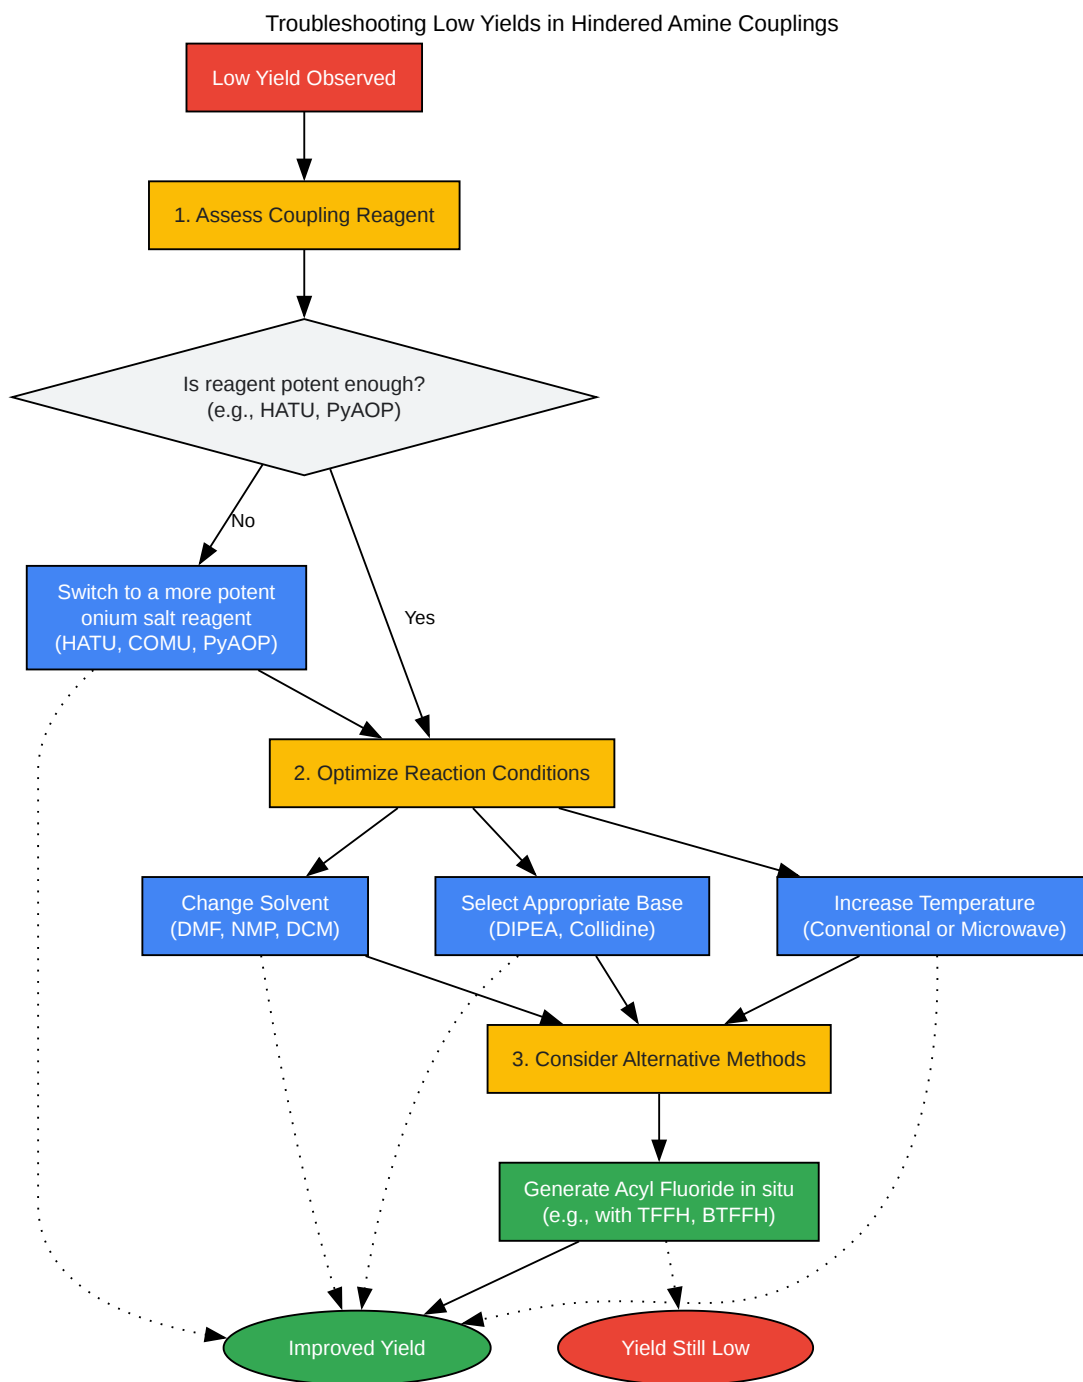 Troubleshooting Low Yields in Hindered Amine Couplings
Low Yield Observed
1. Assess Coupling Reagent
Is reagent potent enough?
(e.g., HATU, PyAOP)
No
Switch to a more potent
onium salt reagent
(HATU, COMU, PyAOP)
Yes
2. Optimize Reaction Conditions
Change Solvent
(DMF, NMP, DCM)
Select Appropriate Base
(DIPEA, Collidine)
Increase Temperature
(Conventional or Microwave)
3. Consider Alternative Methods
Generate Acyl Fluoride in situ
(e.g., with TFFH, BTFFH)
Improved Yield
Yield Still Low